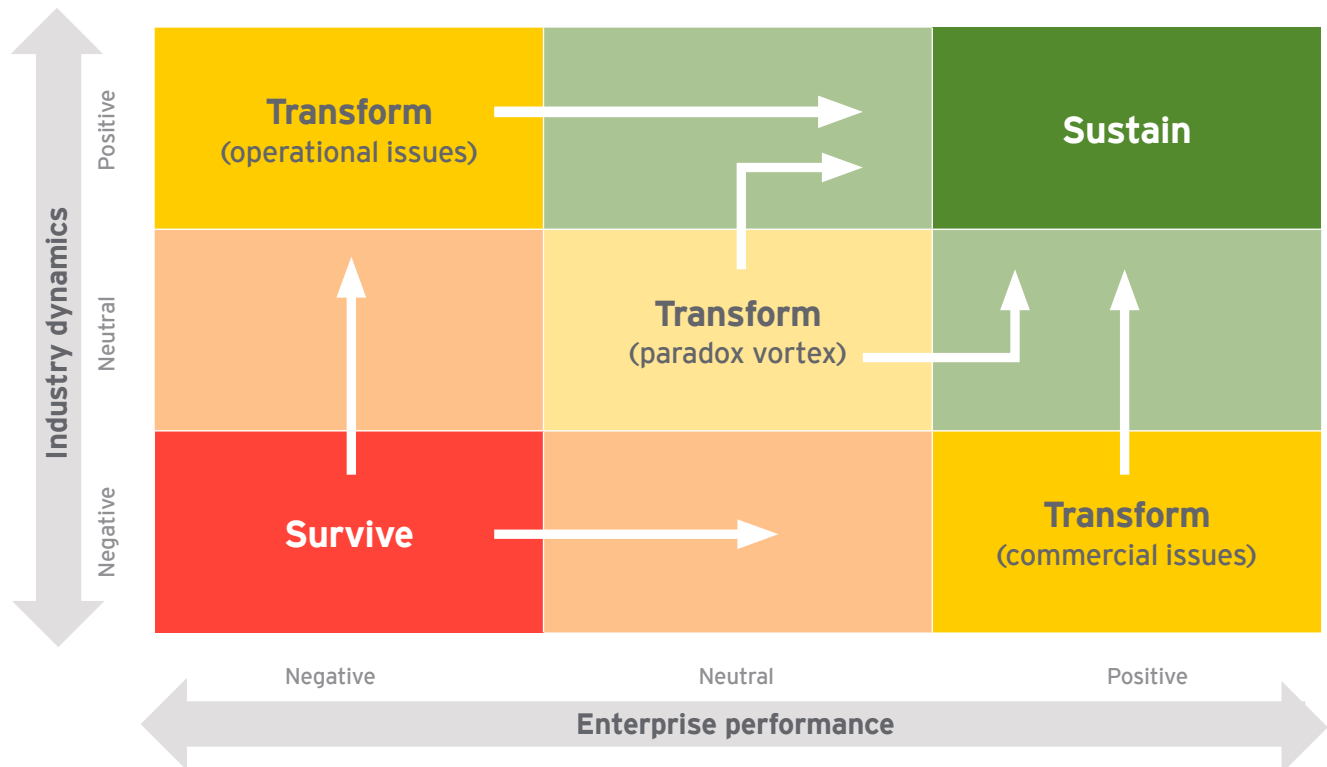 Industry dynamics
Positive
Neutral
Negative
Transform
(operational issues)
Sustain
Transform
(paradox vortex)
Survive
Transform
(commercial issues)
Negative
Neutral
Positive
Enterprise performance